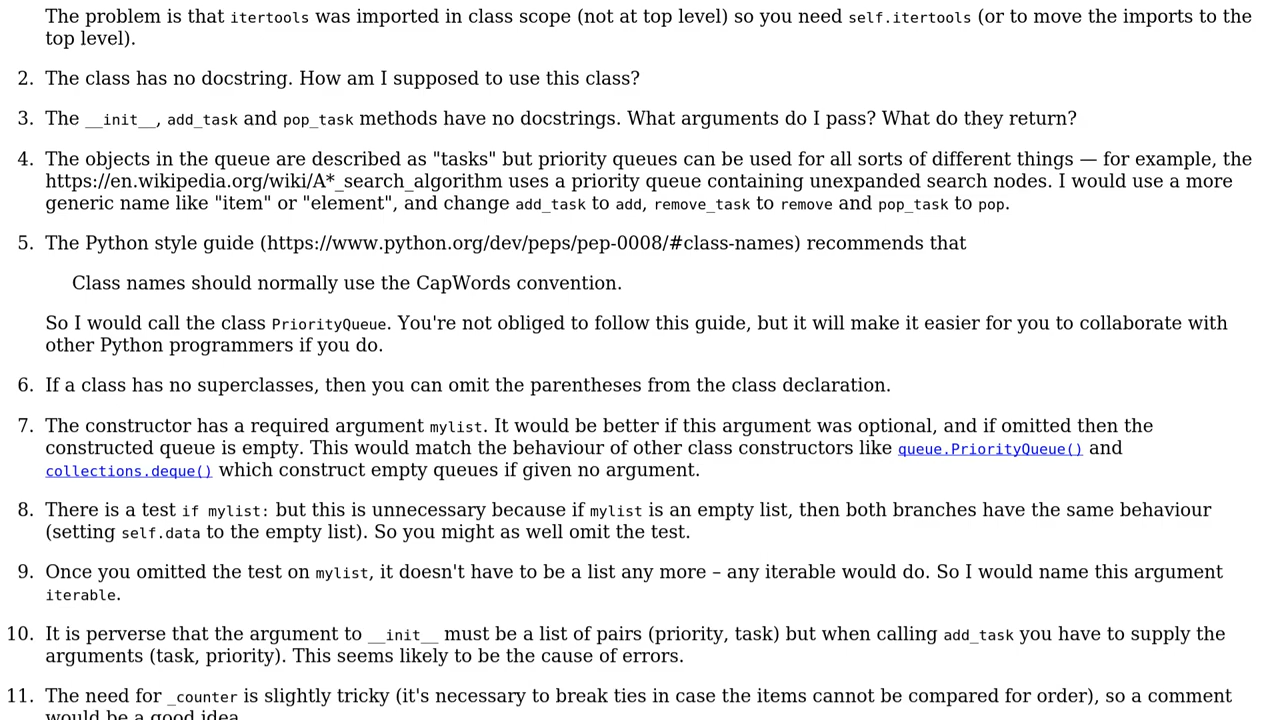 The problem is that itertools was imported in class scope (not at top level) so you need self.itertools (or to move the imports to the
top level).
2. The class has no docstring. How am I supposed to use this class?
3. The __init__, add_task and pop_task methods have no docstrings. What arguments do I pass? What do they return?
4. The objects in the queue are described as "tasks" but priority queues can be used for all sorts of different things — for example, the
https://en.wikipedia.org/wiki/A*_search_algorithm uses a priority queue containing unexpanded search nodes. I would use a more
generic name like "item" or "element", and change add_task to add, remove_task to remove and pop_task to pop.
5. The Python style guide (https://www.python.org/dev/peps/pep-0008/#class-names) recommends that
Class names should normally use the CapWords convention.
So I would call the class PriorityQueue. You're not obliged to follow this guide, but it will make it easier for you to collaborate with
other Python programmers if you do.
6. If a class has no superclasses, then you can omit the parentheses from the class declaration.
7. The constructor has a required argument mylist. It would be better if this argument was optional, and if omitted then the
constructed queue is empty. This would match the behaviour of other class constructors like queue.PriorityQueue() and
collections.deque() which construct empty queues if given no argument.
8. There is a test if mylist: but this is unnecessary because if mylist is an empty list, then both branches have the same behaviour
(setting self.data to the empty list). So you might as well omit the test.
9. Once you omitted the test on mylist, it doesn't have to be a list any more – any iterable would do. So I would name this argument
iterable.
10. It is perverse that the argument to __init__ must be a list of pairs (priority, task) but when calling add_task you have to supply the
arguments (task, priority). This seems likely to be the cause of errors.
11. The need for _counter is slightly tricky (it's necessary to break ties in case the items cannot be compared for order), so a comment
would be a good idea.